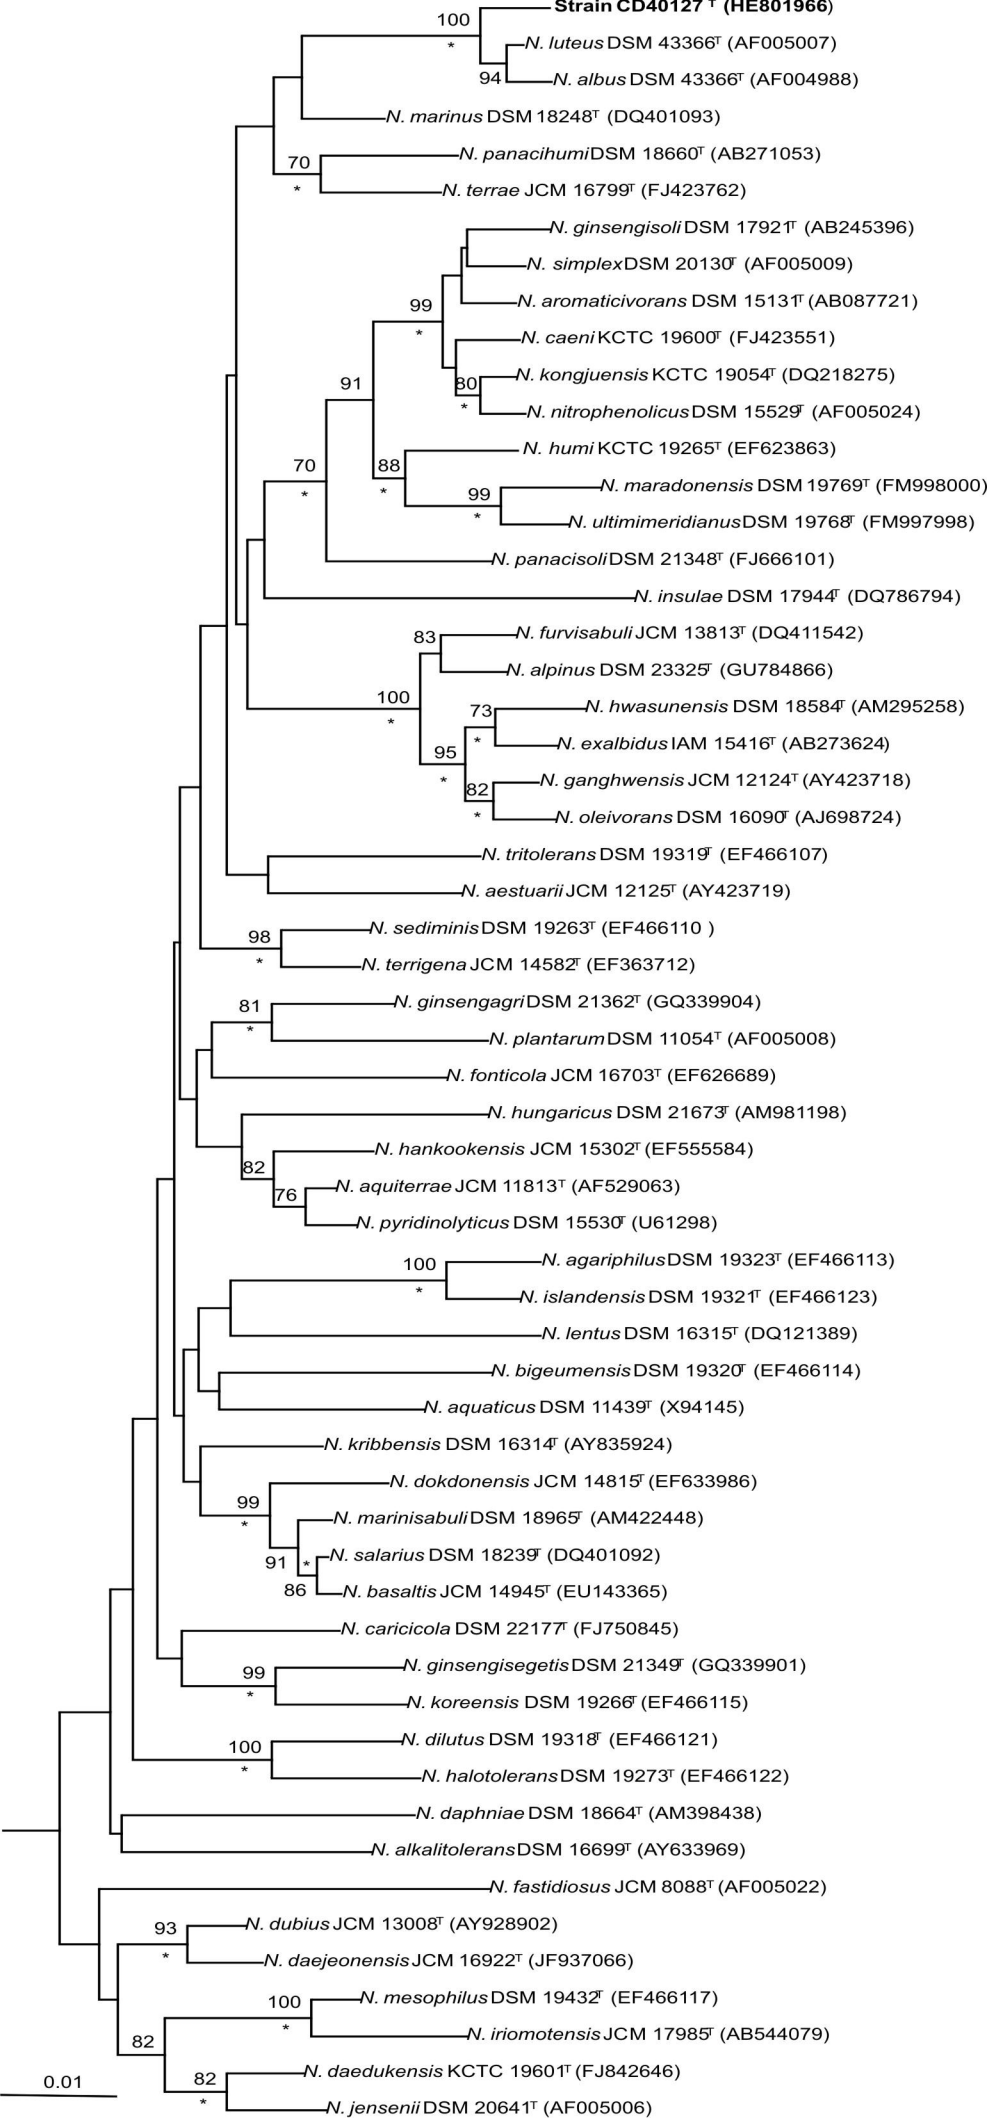 Strain CD40127 T (HE801966)
100
*
N. luteus DSM 43366T (AF005007)
94
N. albus DSM 43366T (AF004988)
N. marinus DSM 18248T (DQ401093)
70
*
N. panacihumi DSM 18660T (AB271053)
N. terrae JCM 16799T (FJ423762)
N. ginsengisoli DSM 17921T (AB245396)
N. simplex DSM 20130T (AF005009)
99
*
N. aromaticivorans DSM 15131T (AB087721)
N. caeni KCTC 19600T (FJ423551)
91
80
*
N. kongjuensis KCTC 19054T (DQ218275)
N. nitrophenolicus DSM 15529T (AF005024)
N. humi KCTC 19265T (EF623863)
70
*
88
*
N. maradonensis DSM 19769T (FM998000)
99
*
N. ultimimeridianus DSM 19768T (FM997998)
N. panacisoli DSM 21348T (FJ666101)
N. insulae DSM 17944T (DQ786794)
83
N. furvisabuli JCM 13813T (DQ411542)
N. alpinus DSM 23325T (GU784866)
100
*
73
*
N. hwasunensis DSM 18584T (AM295258)
N. exalbidus IAM 15416T (AB273624)
95
*
82
*
N. ganghwensis JCM 12124T (AY423718)
N. oleivorans DSM 16090T (AJ698724)
N. tritolerans DSM 19319T (EF466107)
N. aestuarii JCM 12125T (AY423719)
98
*
N. sediminis DSM 19263T (EF466110 )
N. terrigena JCM 14582T (EF363712)
81
*
N. ginsengagri DSM 21362T (GQ339904)
N. plantarum DSM 11054T (AF005008)
N. fonticola JCM 16703T (EF626689)
N. hungaricus DSM 21673T (AM981198)
82
N. hankookensis JCM 15302T (EF555584)
76
N. aquiterrae JCM 11813T (AF529063)
N. pyridinolyticus DSM 15530T (U61298)
100
*
N. agariphilus DSM 19323T (EF466113)
N. islandensis DSM 19321T (EF466123)
N. lentus DSM 16315T (DQ121389)
N. bigeumensis DSM 19320T (EF466114)
N. aquaticus DSM 11439T (X94145)
N. kribbensis DSM 16314T (AY835924)
99
*
N. dokdonensis JCM 14815T (EF633986)
N. marinisabuli DSM 18965T (AM422448)
91
*
N. salarius DSM 18239T (DQ401092)
86
N. basaltis JCM 14945T (EU143365)
N. caricicola DSM 22177T (FJ750845)
99
*
N. ginsengisegetis DSM 21349T (GQ339901)
N. koreensis DSM 19266T (EF466115)
100
*
N. dilutus DSM 19318T (EF466121)
N. halotolerans DSM 19273T (EF466122)
N. daphniae DSM 18664T (AM398438)
N. alkalitolerans DSM 16699T (AY633969)
N. fastidiosus JCM 8088T (AF005022)
93
*
N. dubius JCM 13008T (AY928902)
N. daejeonensis JCM 16922T (JF937066)
100
*
N. mesophilus DSM 19432T (EF466117)
N. iriomotensis JCM 17985T (AB544079)
82
82
*
N. daedukensis KCTC 19601T (FJ842646)
N. jensenii DSM 20641T (AF005006)
0.01